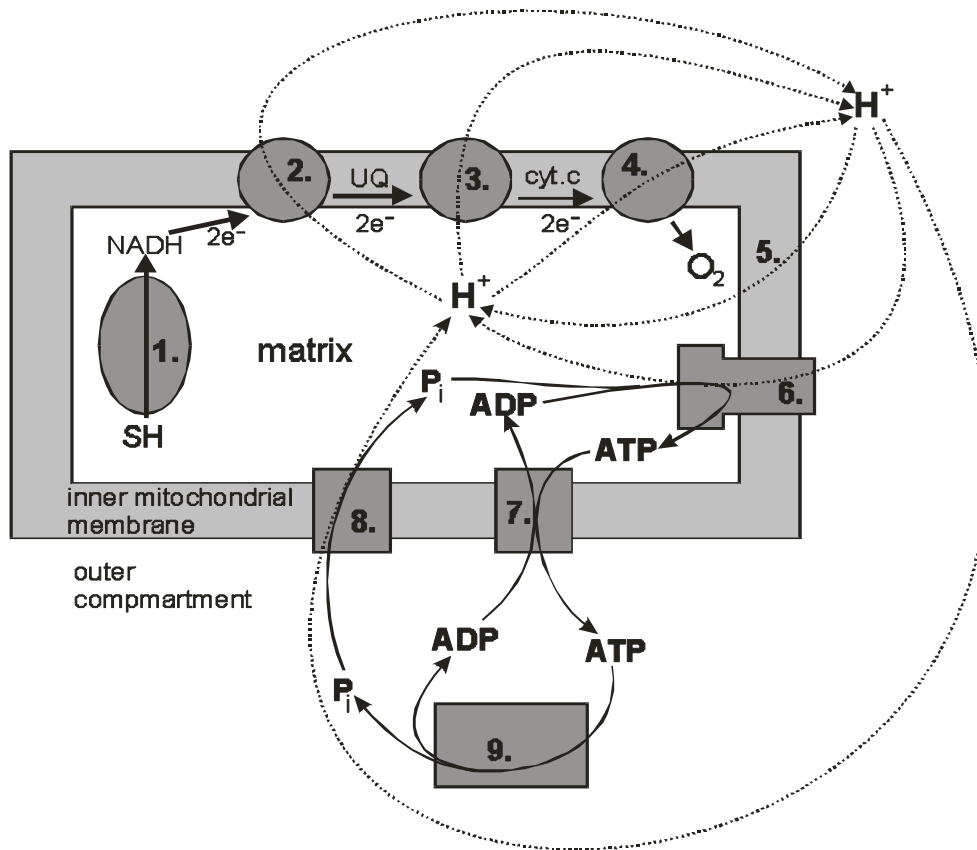 H+
2.
UQ
3.
cyt.c
4.
2e-
2e-
2e-
NADH
O2
5.
H+
1.
matrix
Pi
ADP
6.
SH
ATP
inner mitochondrial
membrane
8.
7.
outer
compmartment
ADP
ATP
Pi
9.